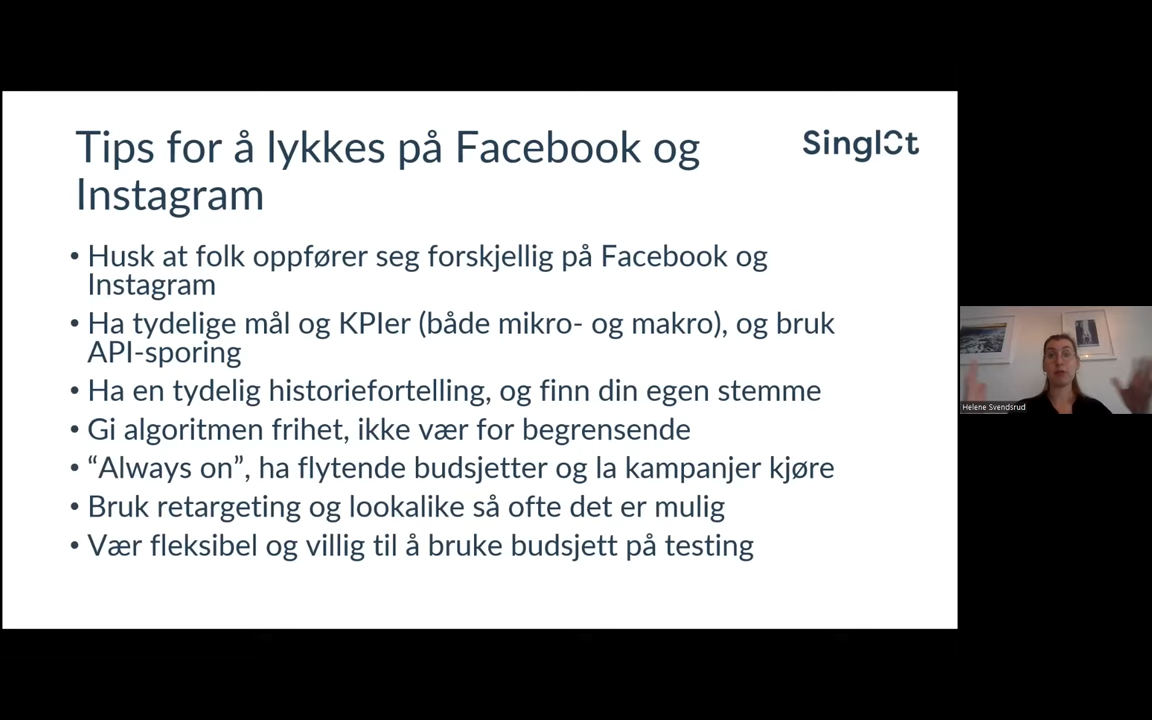 Tips for å lykkes på Facebook og
Instagram
Singlot
• Husk at folk oppfører seg forskjellig på Facebook og
Instagram
• Ha tydelige mål og KPIer (både mikro- og makro), og bruk
API-sporing
• Ha en tydelig historiefortelling, og finn din egen stemme
• Gi algoritmen frihet, ikke vær for begrensende
• “Always on”, ha flytende budsjetter og la kampanjer kjøre
• Bruk retargeting og lookalike så ofte det er mulig
• Vær fleksibel og villig til å bruke budsjett på testing
Helene Svendsrud